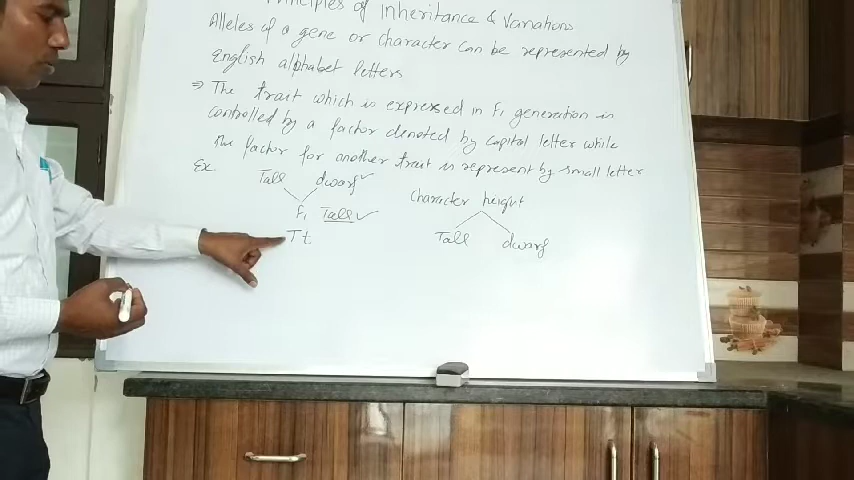 Principles of Inheritance & Variations
Alleles of a gene or character can be represented by
English alphabet letters
⇒ The trait which is expressed in F1 generation is
controlled by a factor denoted by capital letter while
the factor for another trait is represent by small letter
Ex Tall dwarf ✓
F1 Tall ✓
Tt
Character height
Tall dwarf